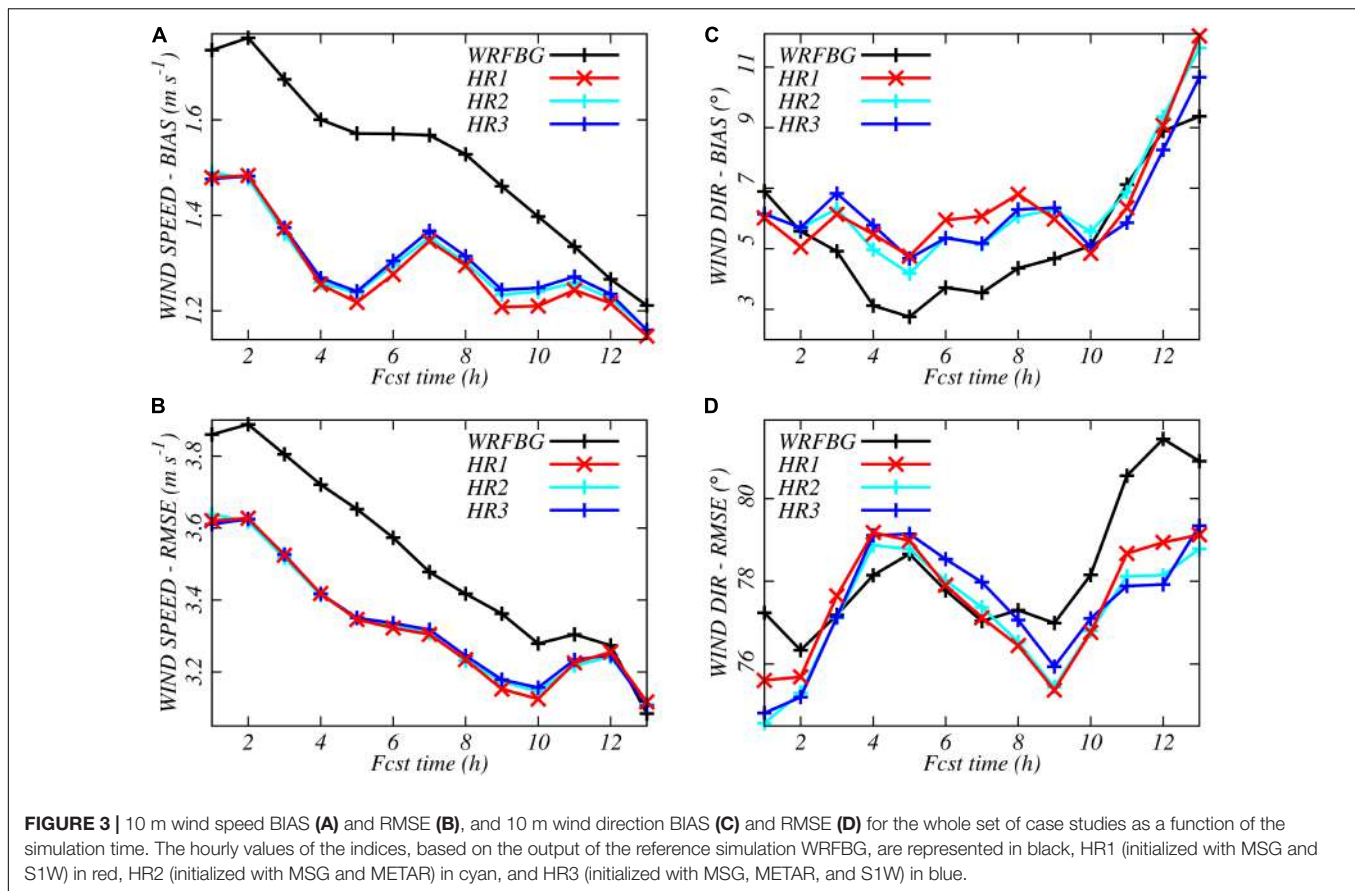 A
WRFBG
HR1
HR2
HR3
WIND SPEED - BIAS (m s-1)
1.6
1.4
1.2
2 4 6 8 10 12
Fcst time (h)
C
WRFBG
HR1
HR2
HR3
WIND DIR - BIAS (°)
11
9
7
5
3
2 4 6 8 10 12
Fcst time (h)
B
WRFBG
HR1
HR2
HR3
WIND SPEED - RMSE (m s-1)
3.8
3.6
3.4
3.2
2 4 6 8 10 12
Fcst time (h)
D
WRFBG
HR1
HR2
HR3
WIND DIR - RMSE (°)
80
78
76
2 4 6 8 10 12
Fcst time (h)
FIGURE 3 | 10 m wind speed BIAS (A) and RMSE (B), and 10 m wind direction BIAS (C) and RMSE (D) for the whole set of case studies as a function of the
simulation time. The hourly values of the indices, based on the output of the reference simulation WRFBG, are represented in black, HR1 (initialized with MSG and
S1W) in red, HR2 (initialized with MSG and METAR) in cyan, and HR3 (initialized with MSG, METAR, and S1W) in blue.